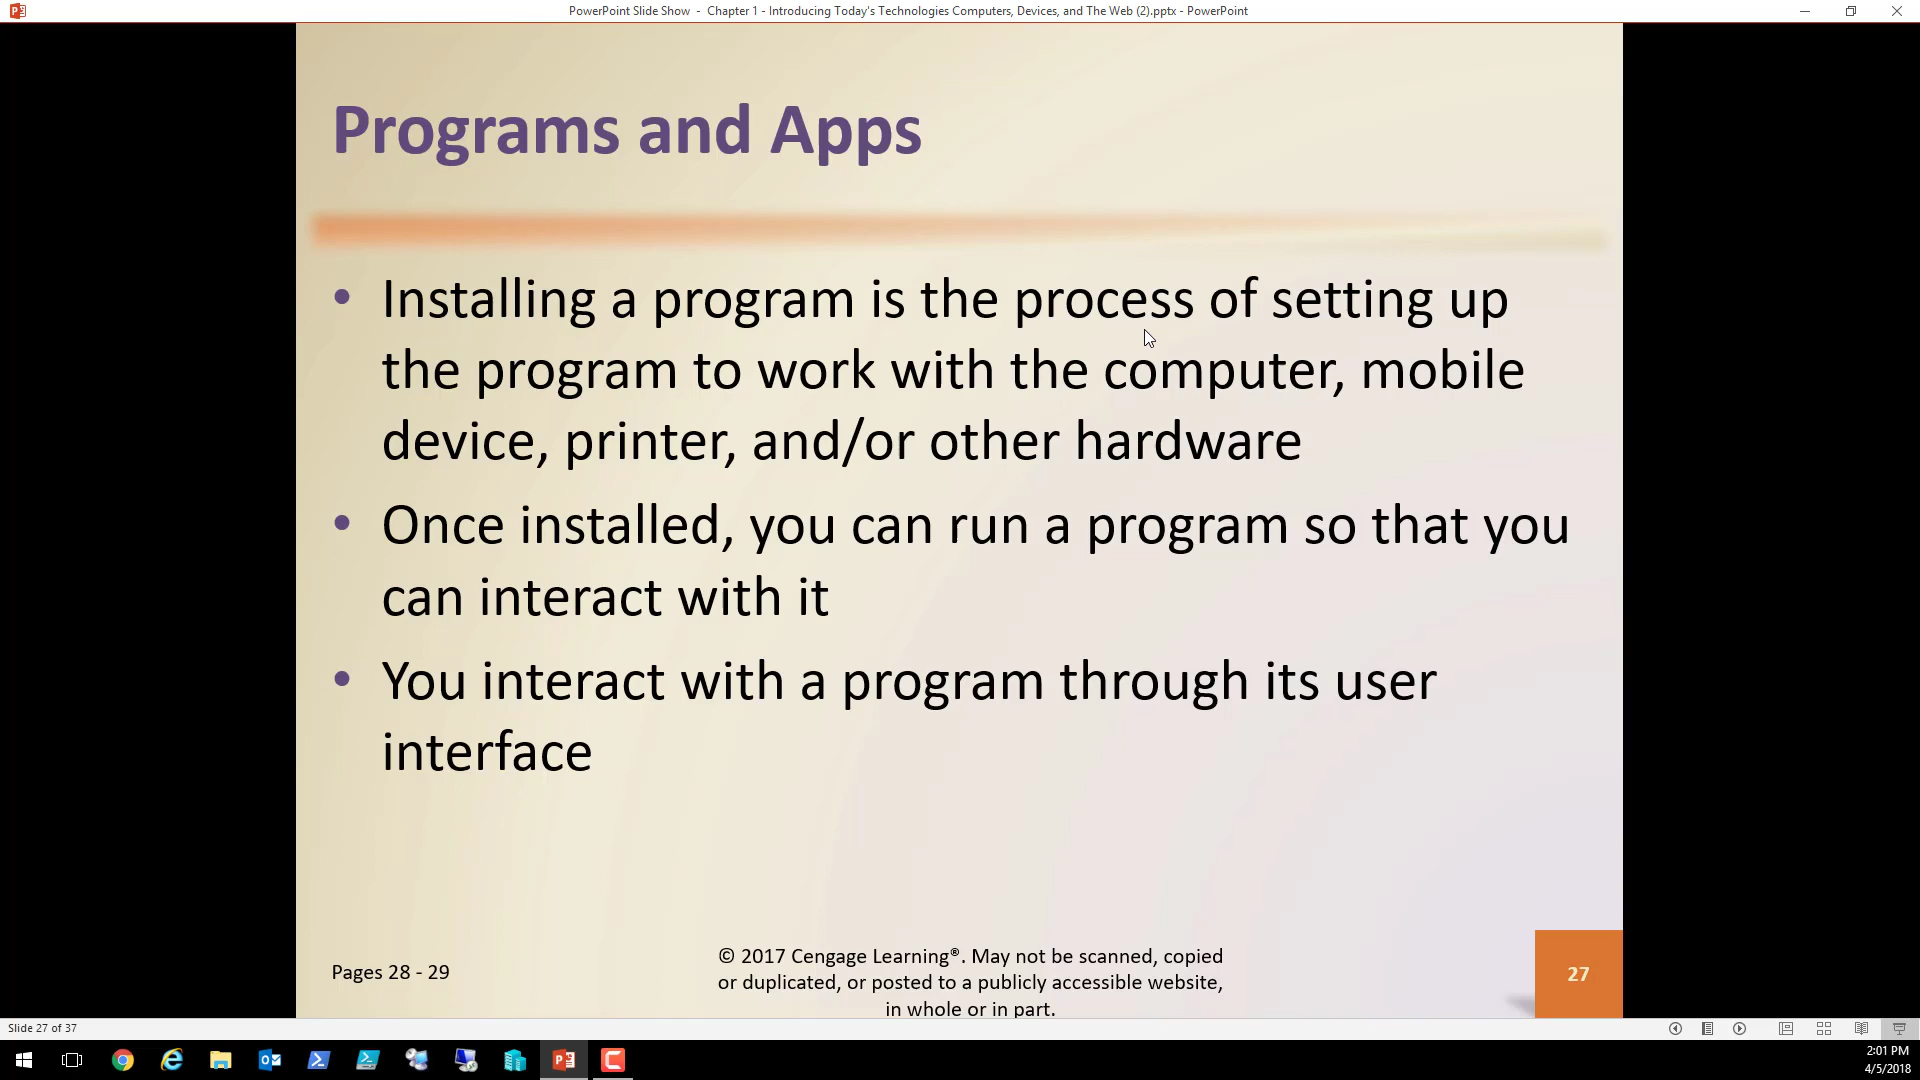 PowerPoint Slide Show - Chapter 1 - Introducing Today's Technologies Computers, Devices, and The Web (2).pptx - PowerPoint
Programs and Apps
• Installing a program is the process of setting up
the program to work with the computer, mobile
device, printer, and/or other hardware
• Once installed, you can run a program so that you
can interact with it
• You interact with a program through its user
interface
Pages 28 - 29
© 2017 Cengage Learning®. May not be scanned, copied
or duplicated, or posted to a publicly accessible website,
in whole or in part.
27
Slide 27 of 37
2:01 PM
4/5/2018